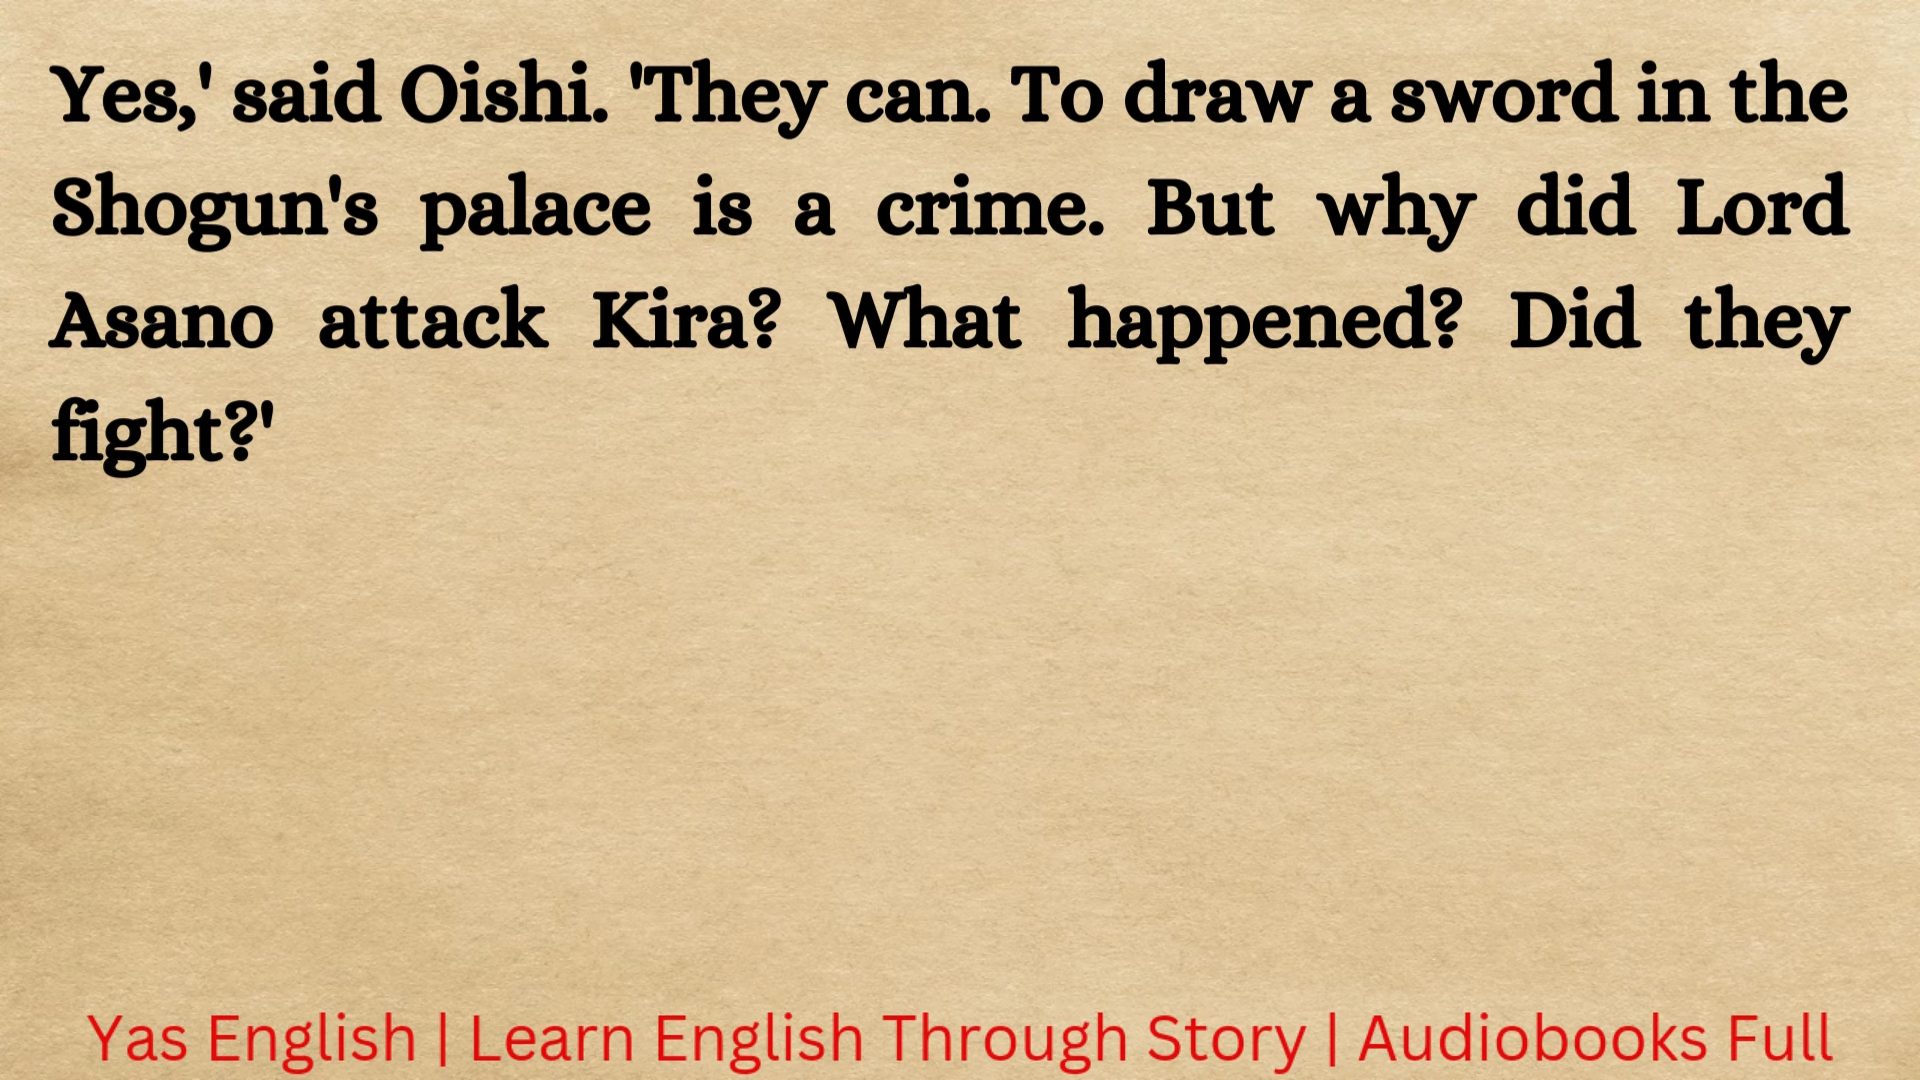 Yes,' said Oishi. 'They can. To draw a sword in the
Shogun's palace is a crime. But why did Lord
Asano attack Kira? What happened? Did they
fight?'
Yas English | Learn English Through Story | Audiobooks Full